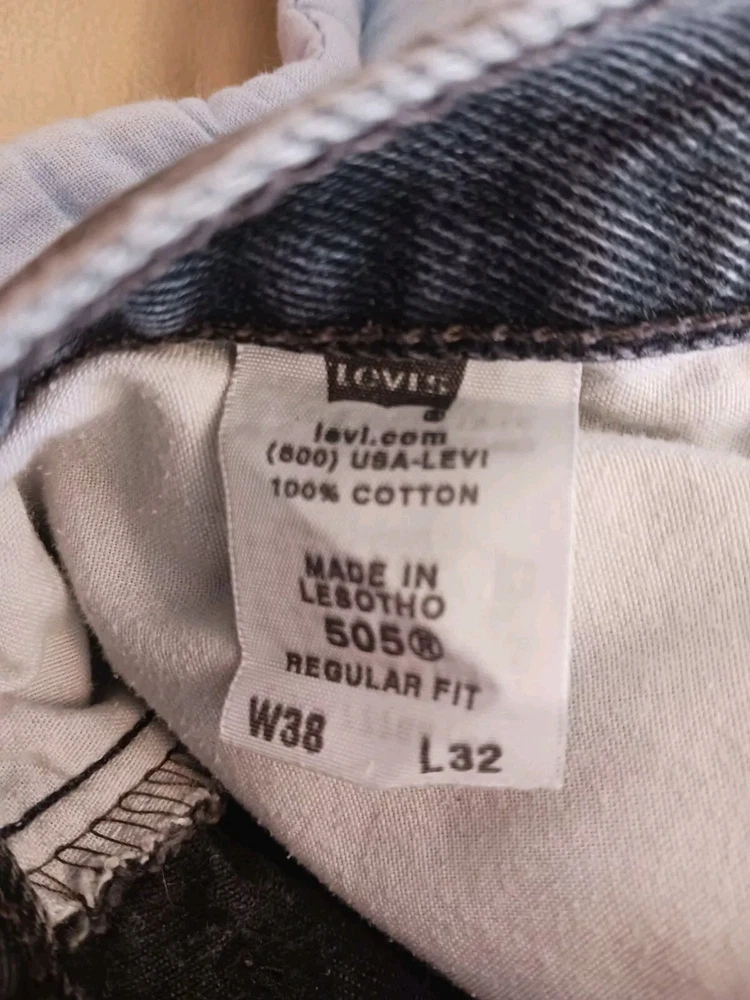 Levi's
®
levi.com
(800) USA-LEVI
100% COTTON
MADE IN
LESOTHO
505®
REGULAR FIT
W38 L32